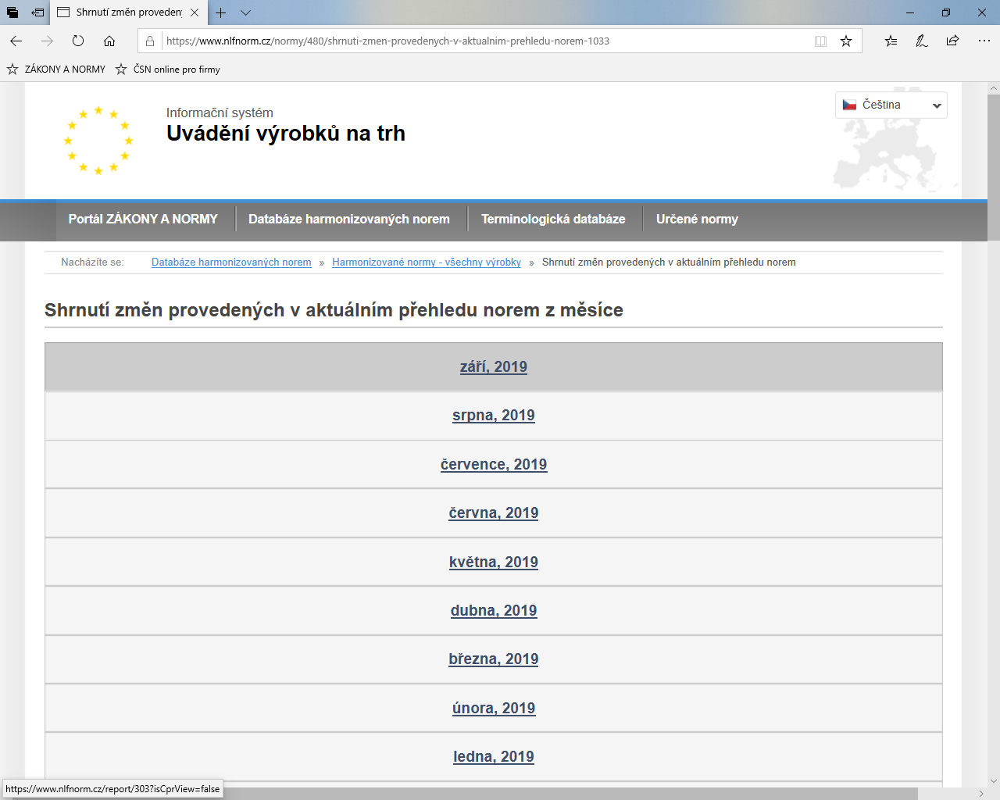 Shrnutí změn provedený
https://www.nlfnorm.cz/normy/480/shrnuti-zmen-provedenych-v-aktualnim-prehledu-norem-1033
ZÁKONY A NORMY
ČSN online pro firmy
Informační systém
Uvádění výrobků na trh
Čeština
Portál ZÁKONY A NORMY
Databáze harmonizovaných norem
Terminologická databáze
Určené normy
Nacházíte se:
Databáze harmonizovaných norem » Harmonizované normy - všechny výrobky » Shrnutí změn provedených v aktuálním přehledu norem
Shrnutí změn provedených v aktuálním přehledu norem z měsíce
září, 2019
srpna, 2019
července, 2019
června, 2019
května, 2019
dubna, 2019
března, 2019
února, 2019
ledna, 2019
https://www.nlfnorm.cz/report/303?isCprView=false